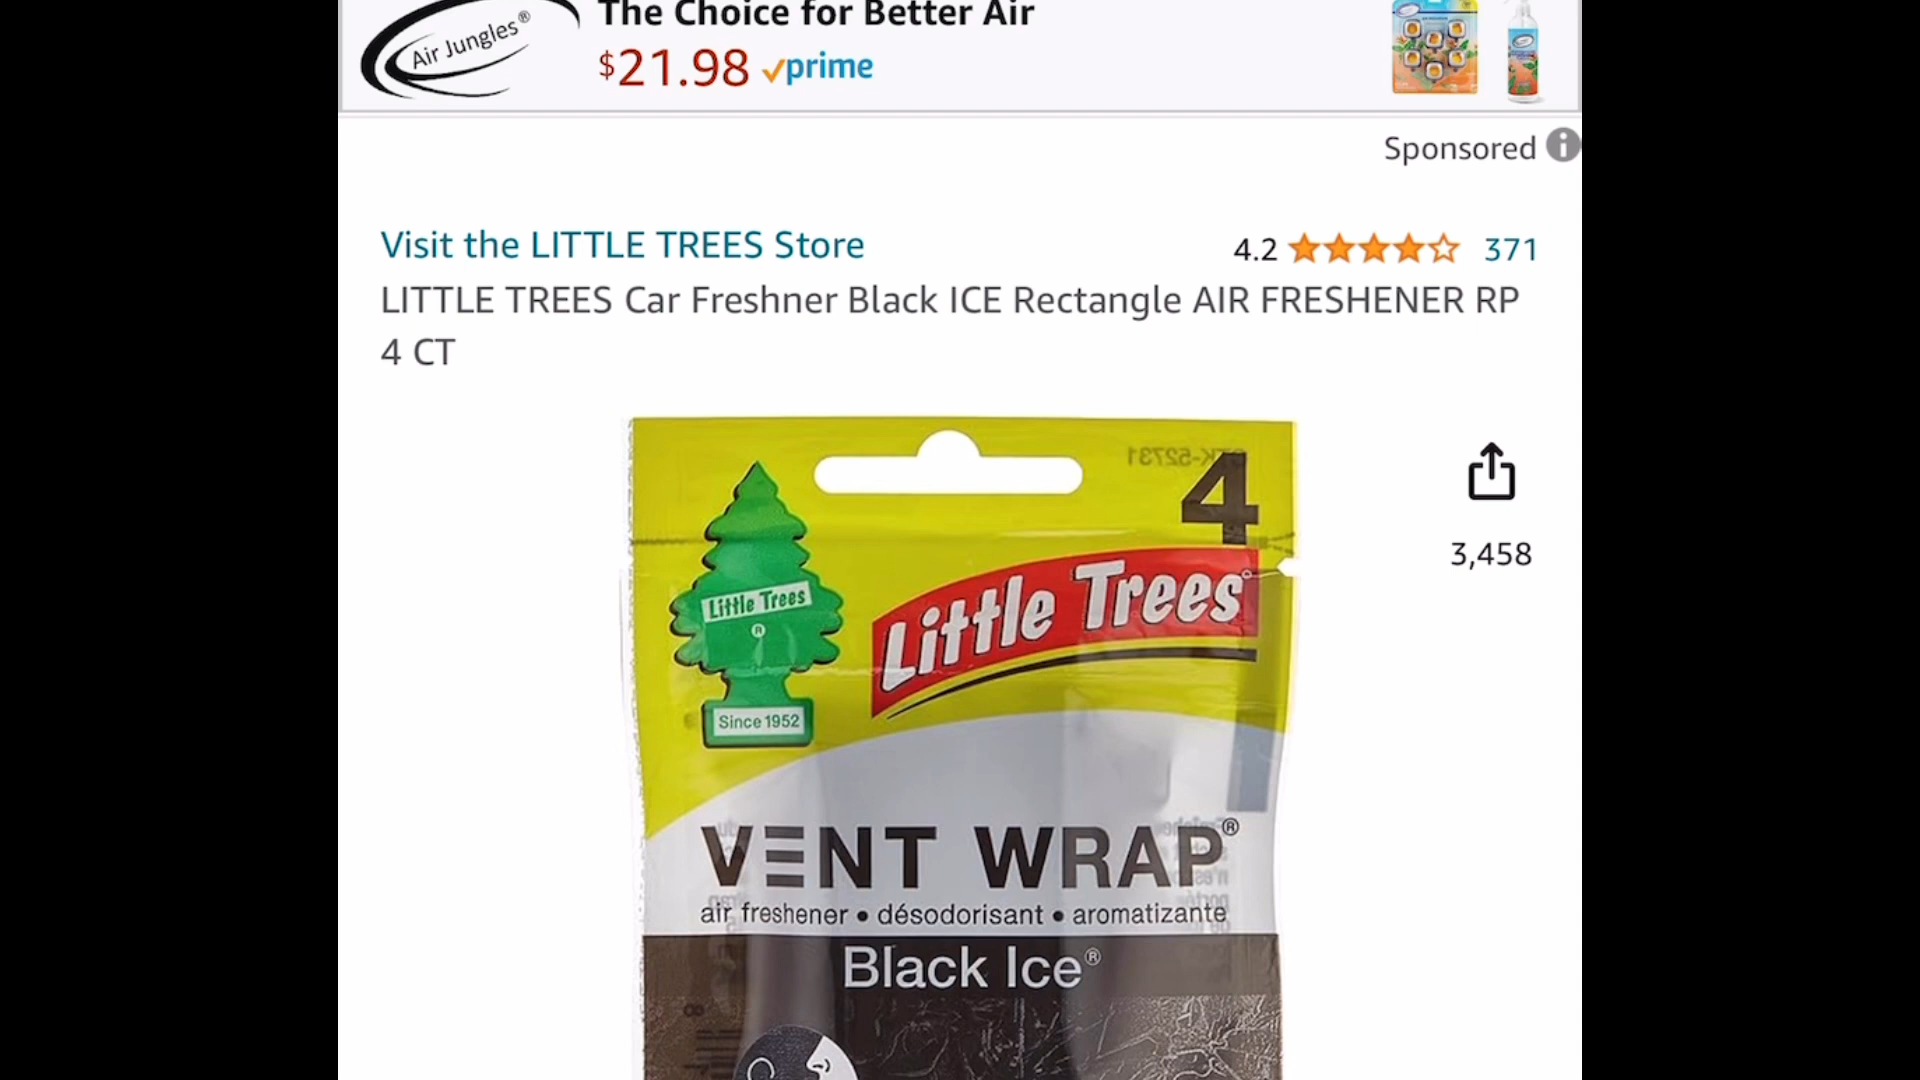 The Choice for Better Air
Air Jungles®
$21.98 prime
Sponsored
Visit the LITTLE TREES Store
4.2 371
LITTLE TREES Car Freshner Black ICE Rectangle AIR FRESHENER RP
4 CT
4
Little Trees
Little Trees
®
Since 1952
3,458
VENT WRAP®
air freshener • désodorisant • aromatizante
Black Ice®